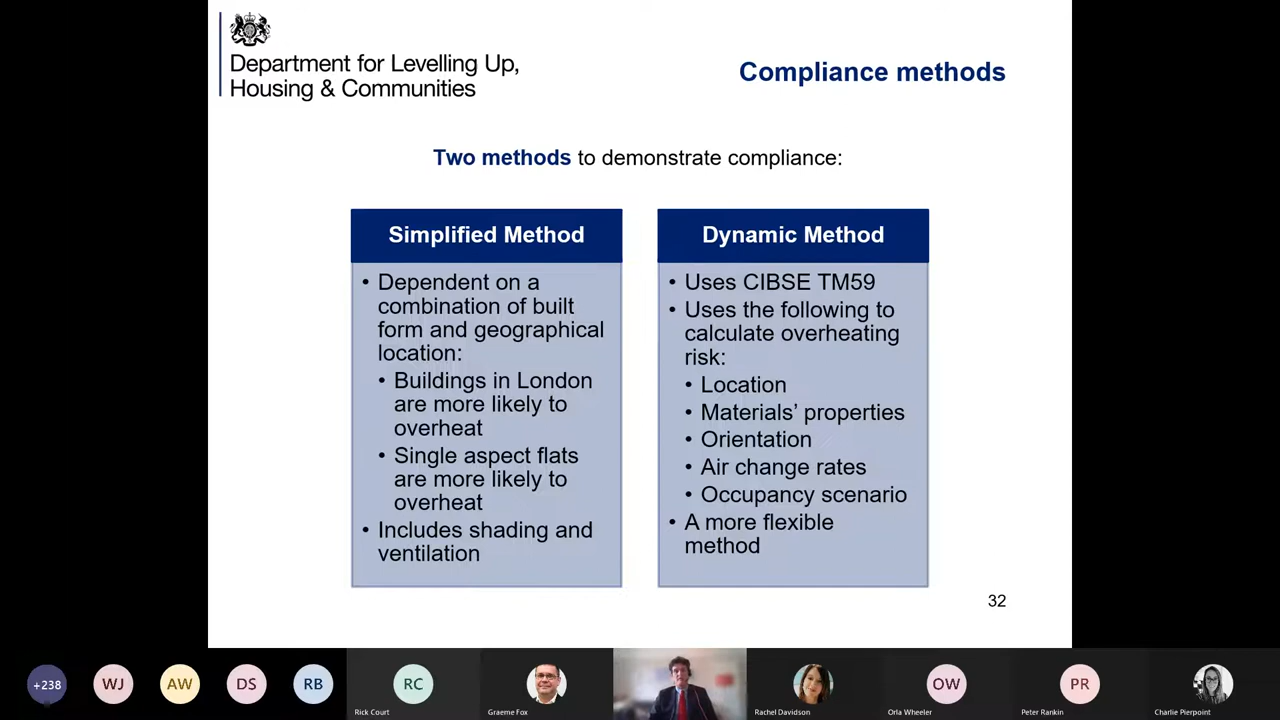 Department for Levelling Up,
Housing & Communities
Compliance methods
Two methods to demonstrate compliance:
Simplified Method
• Dependent on a
combination of built
form and geographical
location:
• Buildings in London
are more likely to
overheat
• Single aspect flats
are more likely to
overheat
• Includes shading and
ventilation
Dynamic Method
• Uses CIBSE TM59
• Uses the following to
calculate overheating
risk:
• Location
• Materials’ properties
• Orientation
• Air change rates
• Occupancy scenario
• A more flexible
method
32
+238
WJ
AW
DS
RB
RC
Rick Court
Graeme Fox
Rachel Davidson
OW
Orla Wheeler
PR
Peter Rankin
Charlie Pierpoint